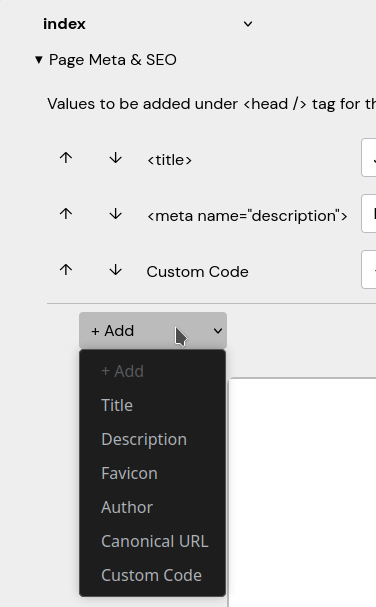 index
▼ Page Meta & SEO
Values to be added under <head /> tag for
↑ ↓ <title>
↑ ↓ <meta name="description">
↑ ↓ Custom Code
+ Add
+ Add
Title
Description
Favicon
Author
Canonical URL
Custom Code